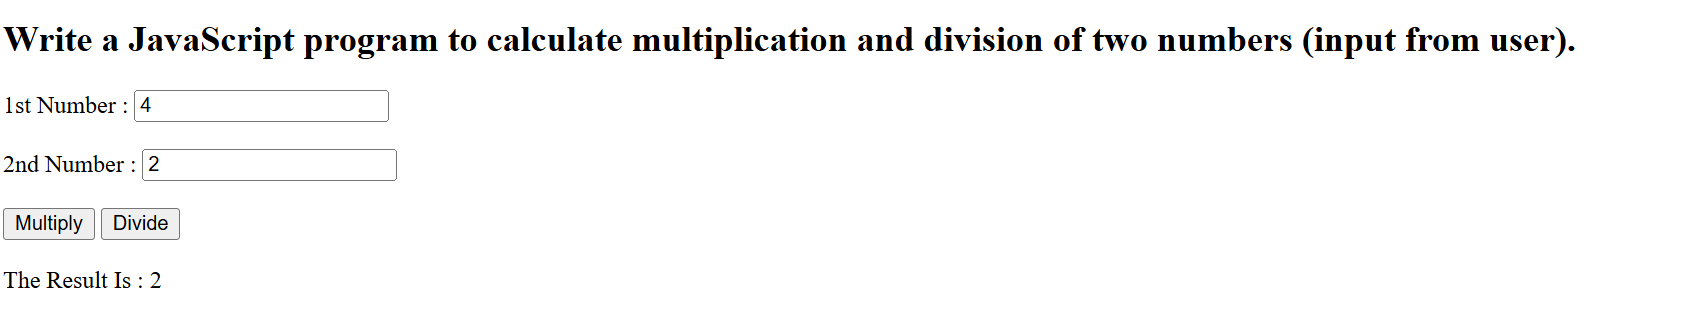 Write a JavaScript program to calculate multiplication and division of two numbers (input from user).
1st Number : 4
2nd Number : 2
Multiply Divide
The Result Is : 2